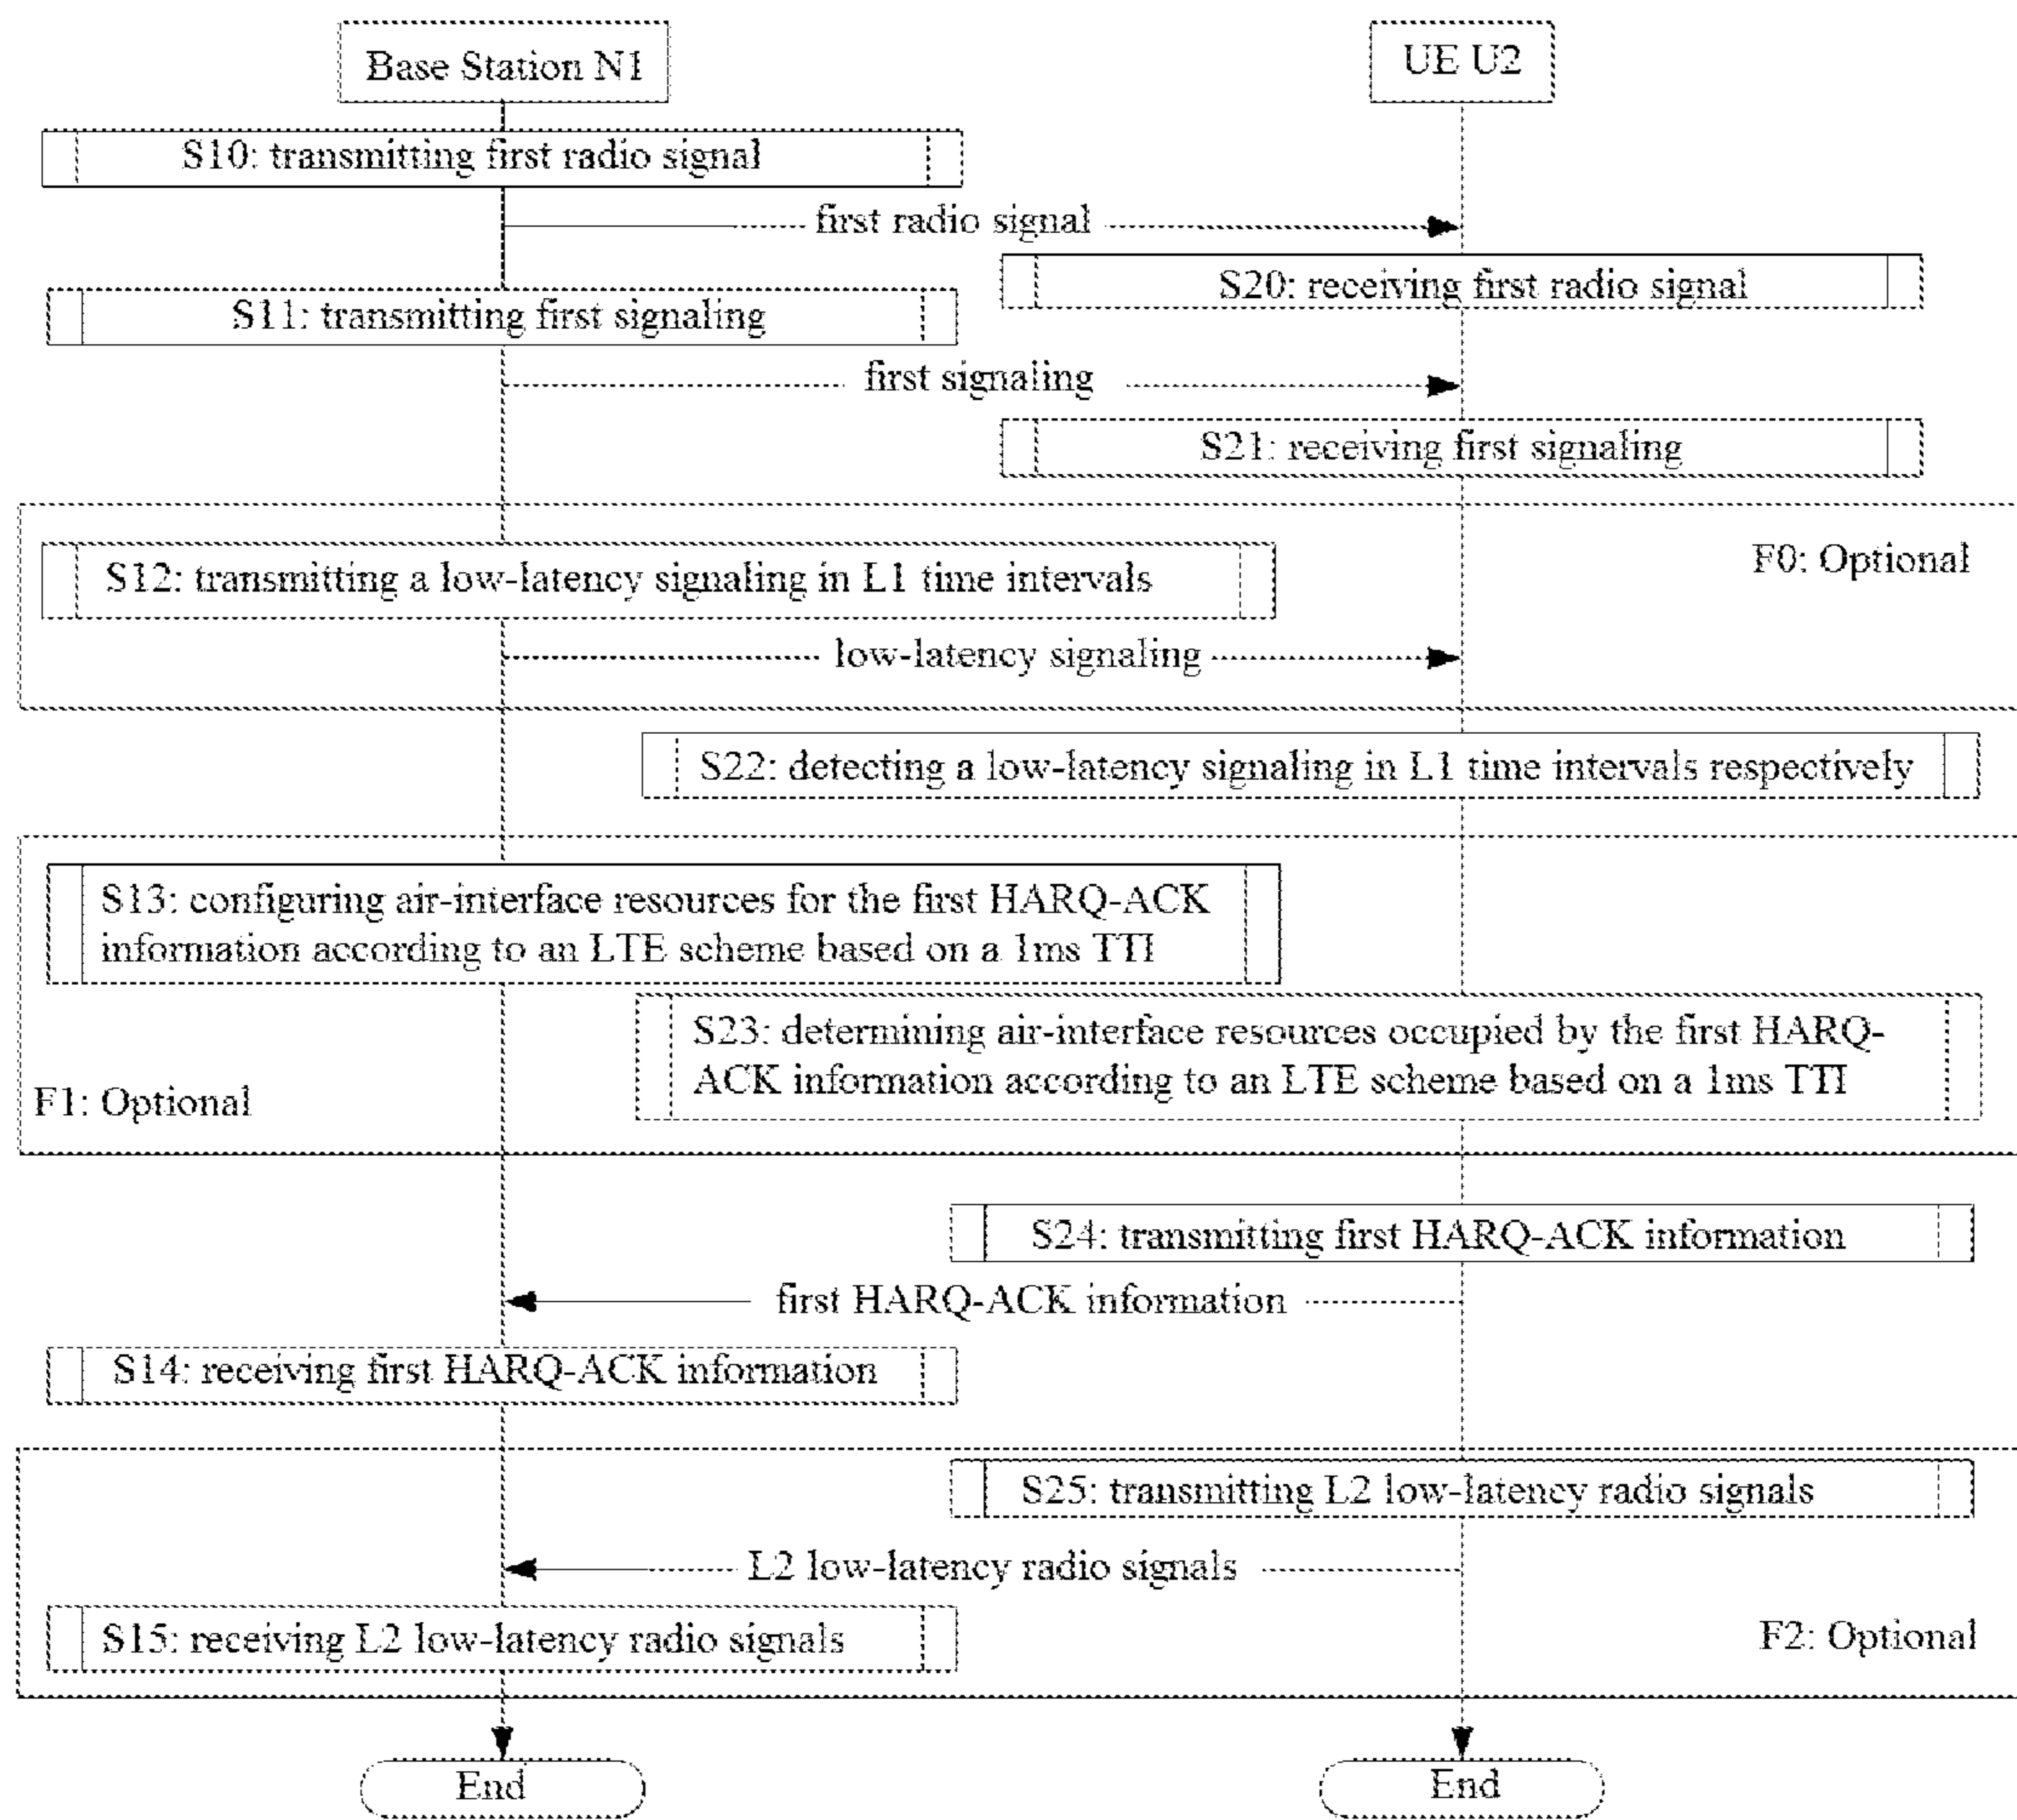 Base Station N1
UE U2
S10: transmitting first radio signal
first radio signal
S20: receiving first radio signal
S11: transmitting first signaling
first signaling
S21: receiving first signaling
F0: Optional
S12: transmitting a low-latency signaling in L1 time intervals
low-latency signaling
S22: detecting a low-latency signaling in L1 time intervals respectively
S13: configuring air-interface resources for the first HARQ-ACK
information according to an LTE scheme based on a 1ms TTI
S23: determining air-interface resources occupied by the first HARQ-
ACK information according to an LTE scheme based on a 1ms TTI
F1: Optional
S24: transmitting first HARQ-ACK information
first HARQ-ACK information
S14: receiving first HARQ-ACK information
S25: transmitting L2 low-latency radio signals
L2 low-latency radio signals
S15: receiving L2 low-latency radio signals
F2: Optional
End
End